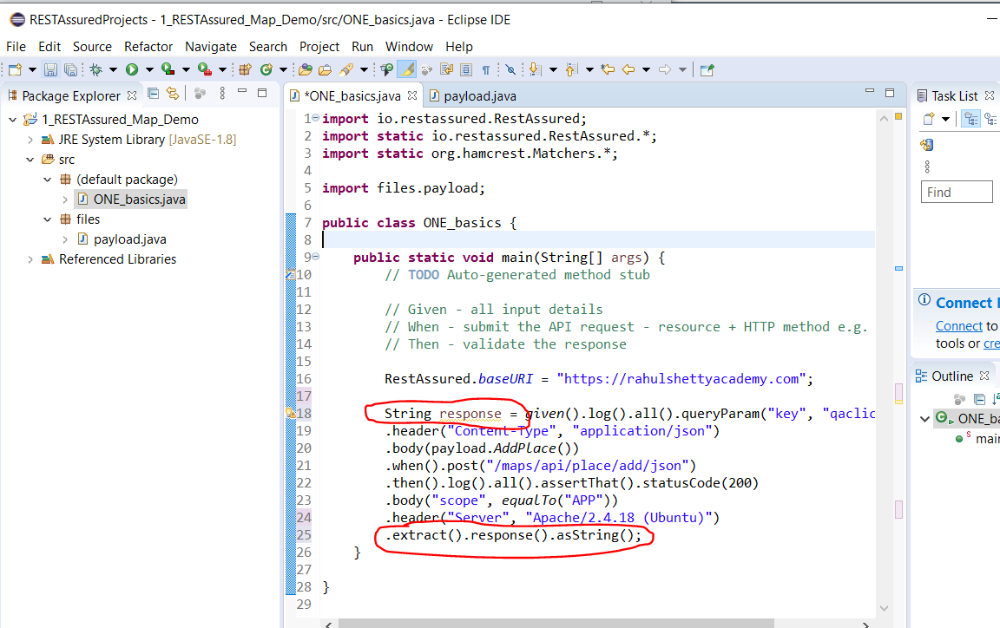 RESTAssuredProjects - 1_RESTAssured_Map_Demo/src/ONE_basics.java - Eclipse IDE
File Edit Source Refactor Navigate Search Project Run Window Help
Package Explorer
1_RESTAssured_Map_Demo
JRE System Library [JavaSE-1.8]
src
(default package)
ONE_basics.java
files
payload.java
Referenced Libraries
*ONE_basics.java
payload.java
1 import io.restassured.RestAssured;
2 import static io.restassured.RestAssured.*;
3 import static org.hamcrest.Matchers.*;
4
5 import files.payload;
6
7 public class ONE_basics {
8
9 public static void main(String[] args) {
10 // TODO Auto-generated method stub
11
12 // Given - all input details
13 // When - submit the API request - resource + HTTP method e.g.
14 // Then - validate the response
15
16 RestAssured.baseURI = "https://rahulshettyacademy.com";
17
18 String response = given().log().all().queryParam("key", "qaclic
19 .header("Content-Type", "application/json")
20 .body(payload.AddPlace())
21 .when().post("/maps/api/place/add/json")
22 .then().log().all().assertThat().statusCode(200)
23 .body("scope", equalTo("APP"))
24 .header("Server", "Apache/2.4.18 (Ubuntu)")
25 .extract().response().asString();
26 }
27
28 }
29
Task List
Find
Connect
Connect to
tools or cre
Outline
ONE_ba
main